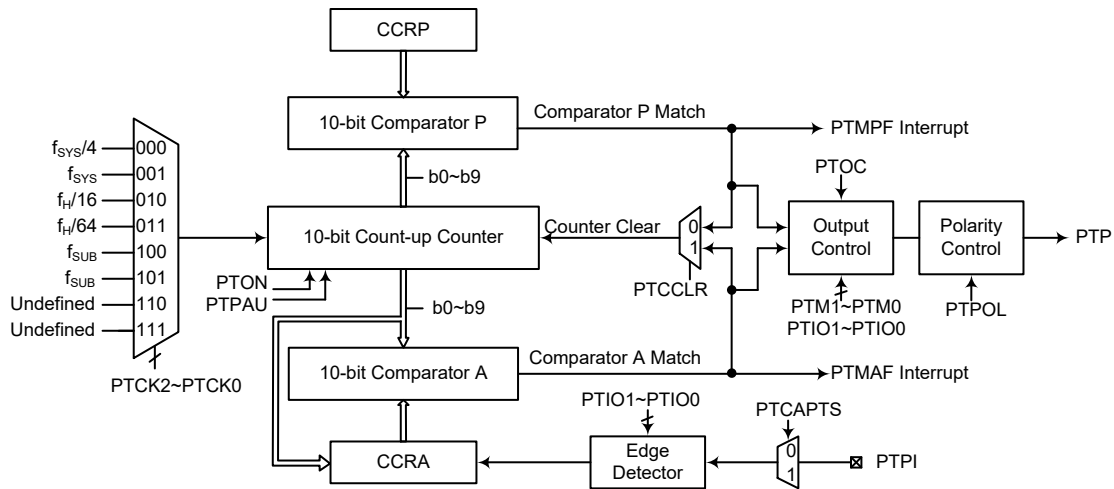 CCRP
10-bit Comparator P
Comparator P Match
PTMPF Interrupt
b0~b9
fSYS/4
000
fSYS
001
fH/16
010
fH/64
011
fSUB
100
fSUB
101
Undefined
110
Undefined
111
PTCK2~PTCK0
10-bit Count-up Counter
PTON
PTPAU
Counter Clear
0
1
PTCCLR
PTOC
Output
Control
PTM1~PTM0
PTIO1~PTIO0
Polarity
Control
PTPOL
PTP
b0~b9
10-bit Comparator A
Comparator A Match
PTMAF Interrupt
CCRA
PTIO1~PTIO0
Edge
Detector
PTCAPTS
0
1
PTPI